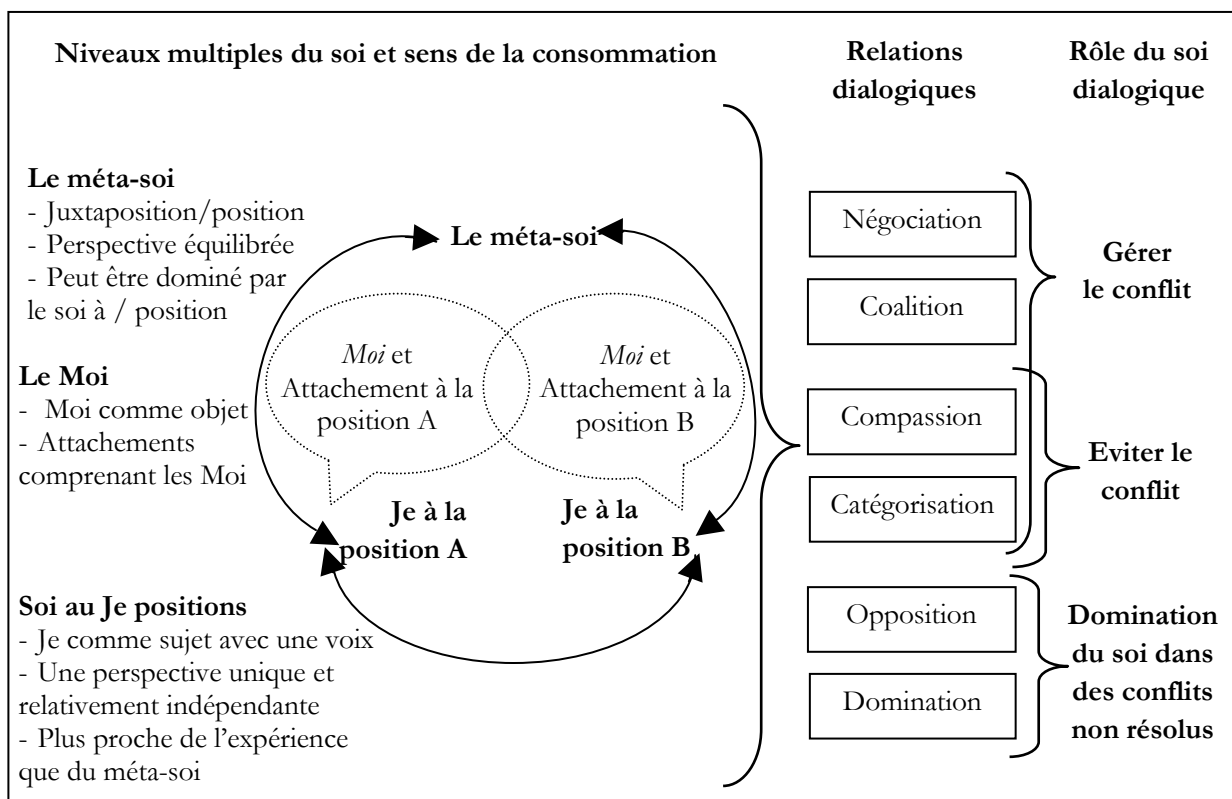 Niveaux multiples du soi et sens de la consommation
Relations
dialogiques
Rôle du soi
dialogique
Le méta-soi
- Juxtaposition/position
- Perspective équilibrée
- Peut être dominé par
le soi à / position
Le Moi
- Moi comme objet
- Attachements
comprenant les Moi
Soi au Je positions
- Je comme sujet avec une voix
- Une perspective unique et
relativement indépendante
- Plus proche de l'expérience
que du méta-soi
Le méta-soi
Moi et
Attachement à la
position A
Moi et
Attachement à la
position B
Je à la
position A
Je à la
position B
Négociation
Coalition
Compassion
Catégorisation
Opposition
Domination
Gérer
le conflit
Eviter le
conflit
Domination
du soi dans
des conflits
non résolus